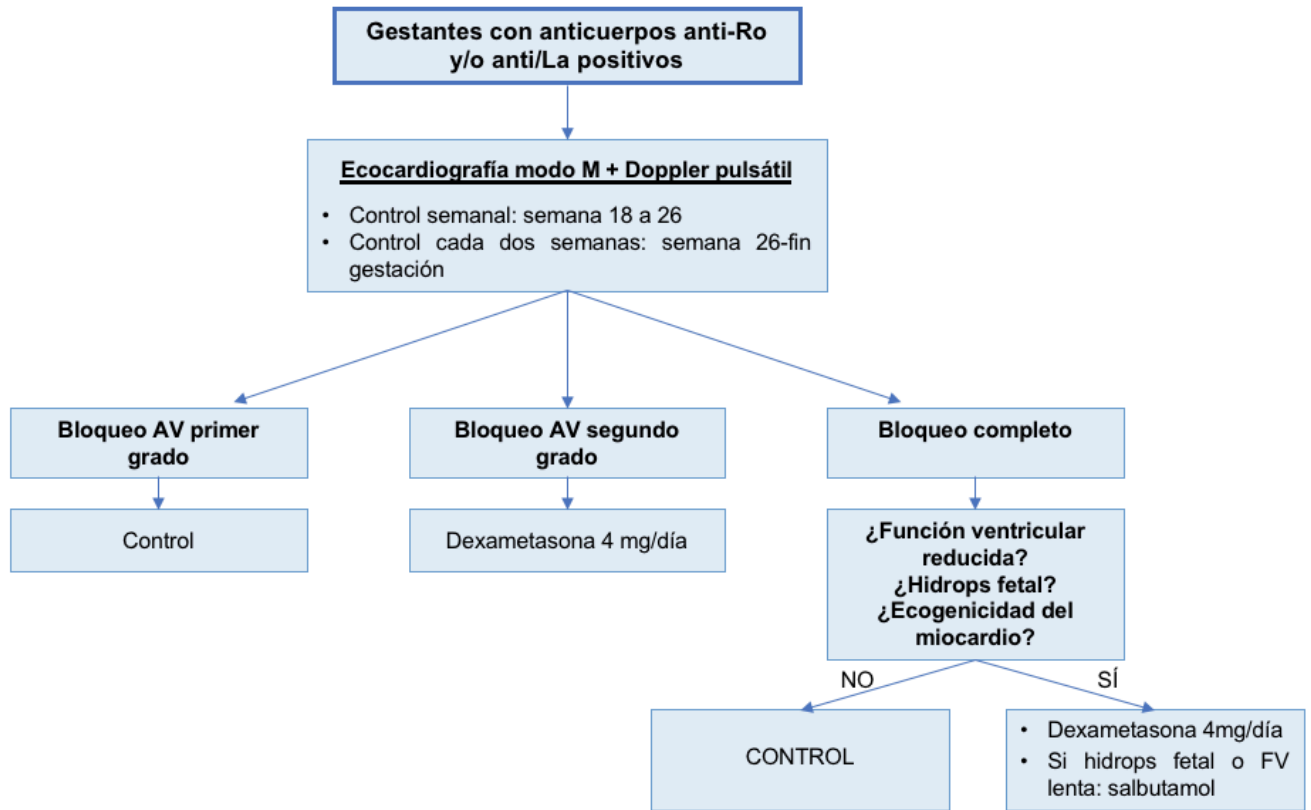 Gestantes con anticuerpos anti-Ro
y/o anti/La positivos
Ecocardiografía modo M + Doppler pulsátil
• Control semanal: semana 18 a 26
• Control cada dos semanas: semana 26-fin
gestación
Bloqueo AV primer
grado
Bloqueo AV segundo
grado
Bloqueo completo
Control
Dexametasona 4 mg/día
¿Función ventricular
reducida?
¿Hidrops fetal?
¿Ecogenicidad del
miocardio?
NO
SÍ
CONTROL
• Dexametasona 4mg/día
• Si hidrops fetal o FV
lenta: salbutamol